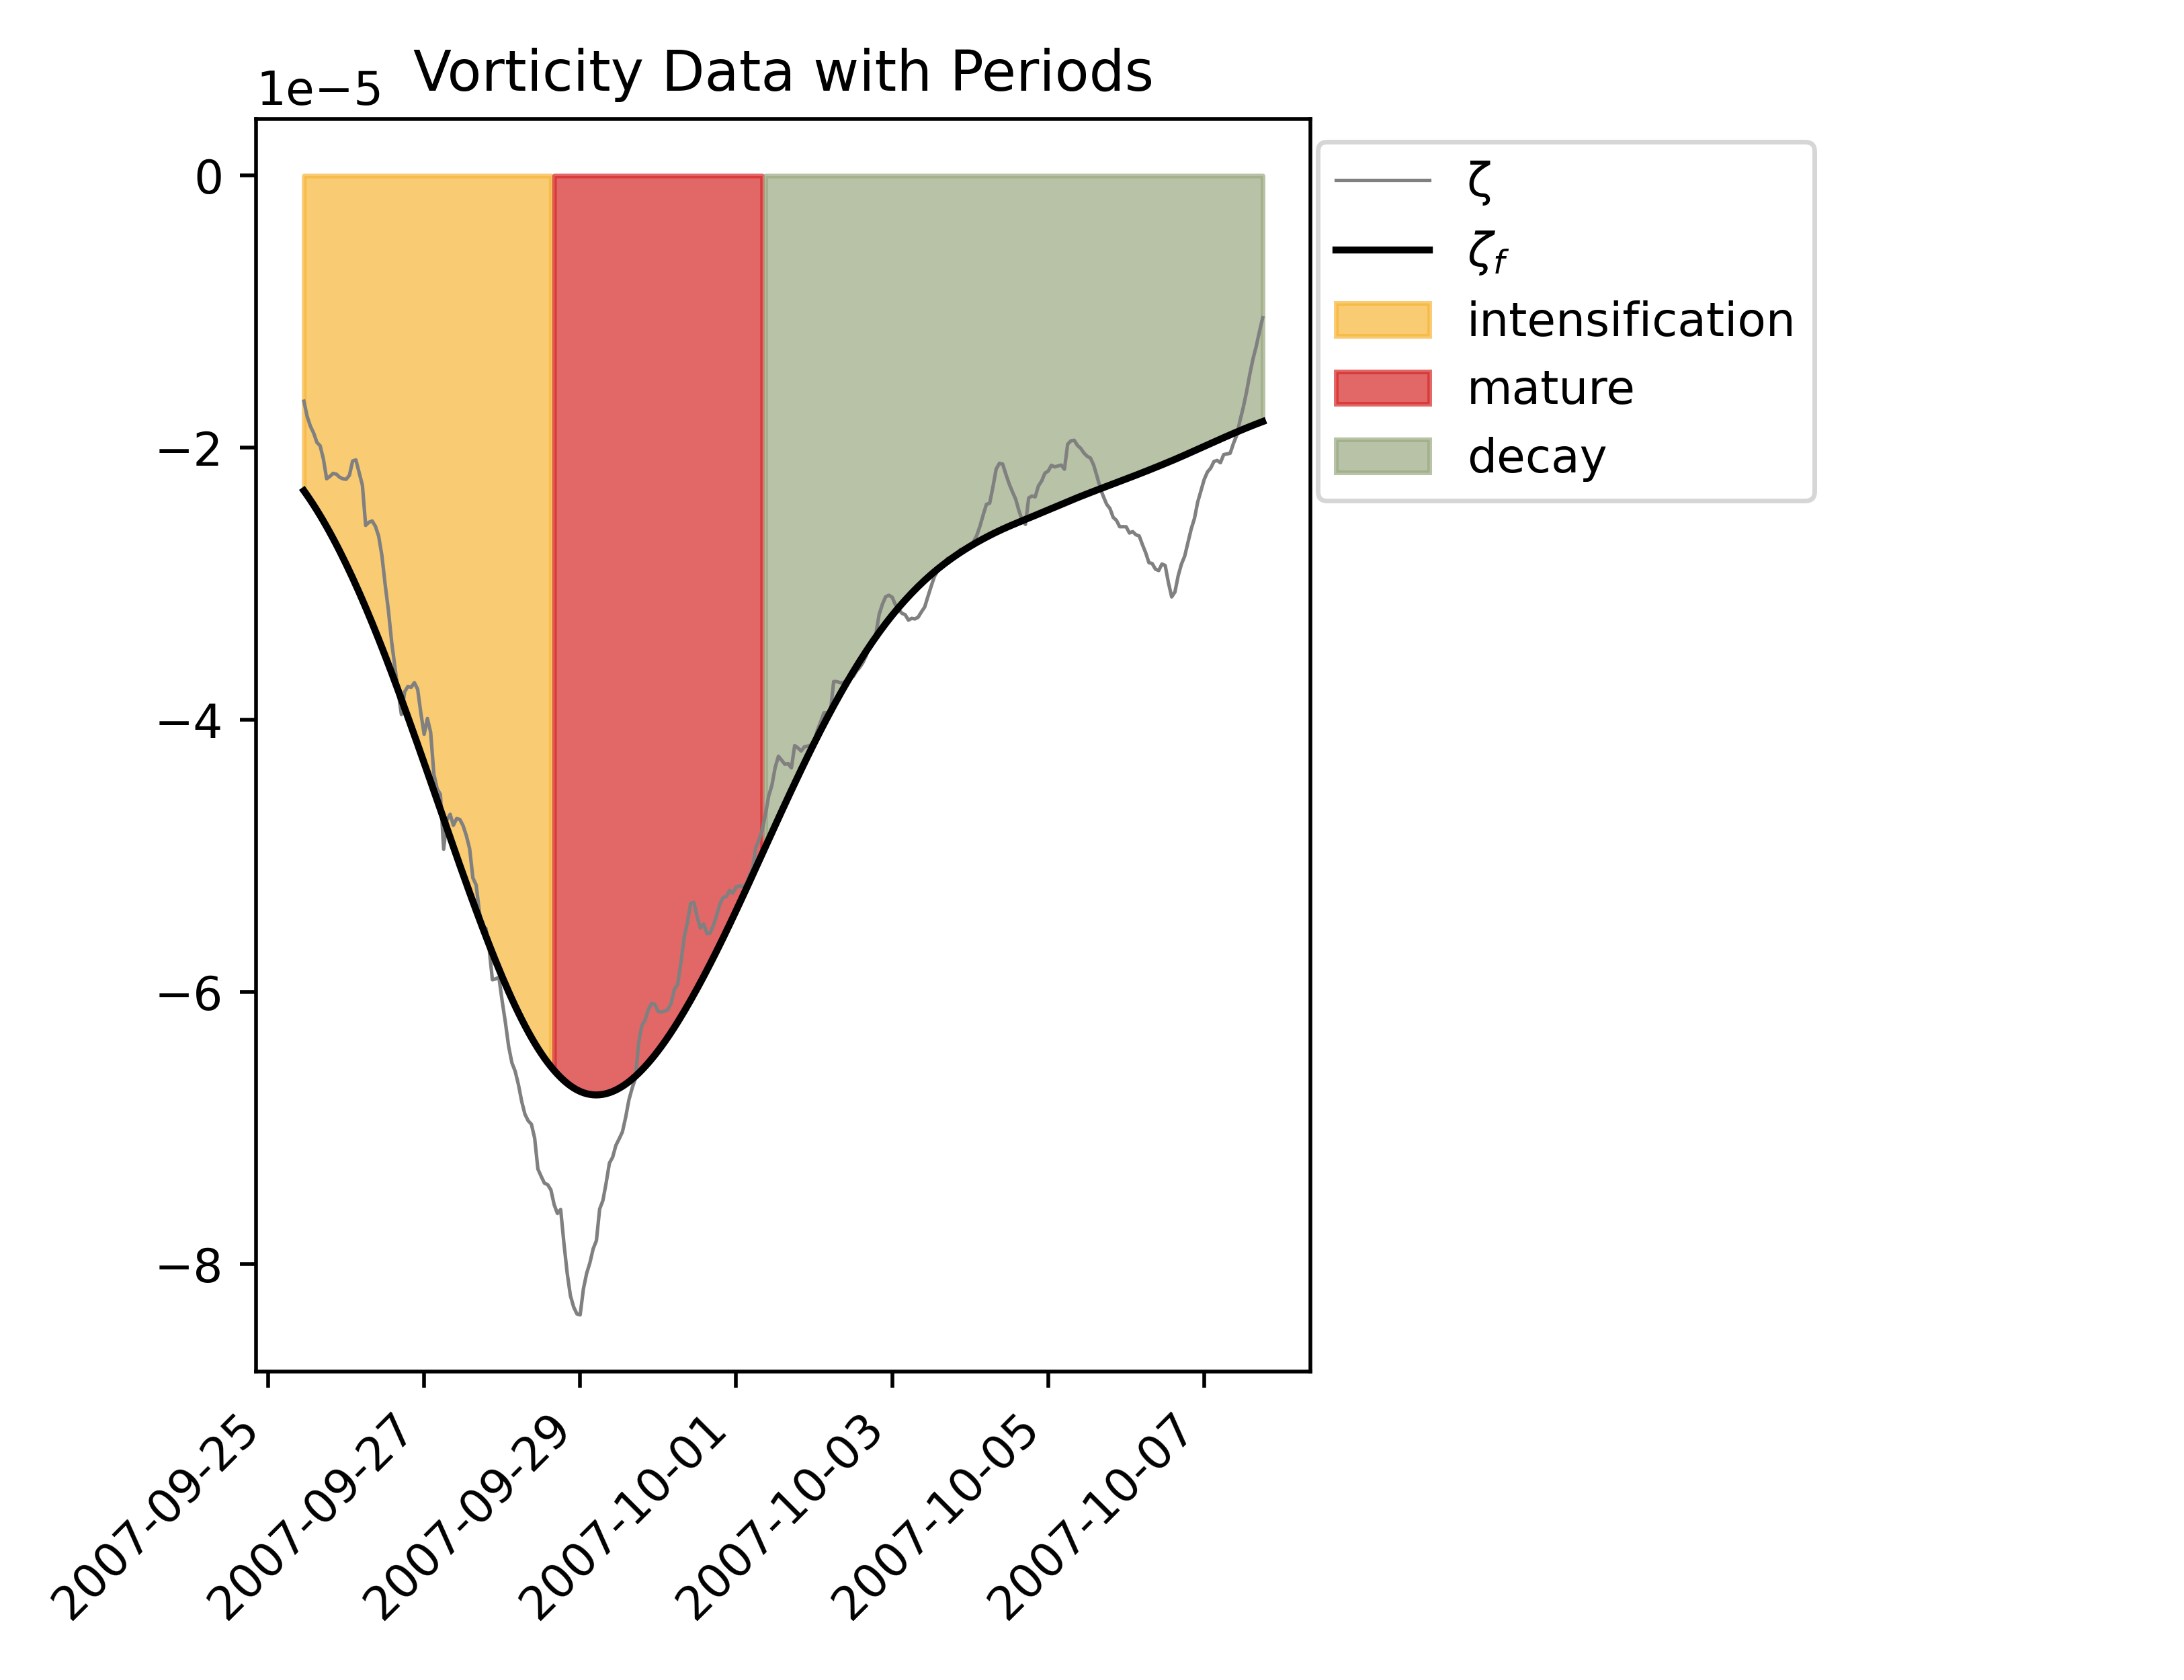 Vorticity Data with Periods
1e−5
0
−2
−4
−6
−8
2007-09-25
2007-09-27
2007-09-29
2007-10-01
2007-10-03
2007-10-05
2007-10-07
ζ
ζf
intensification
mature
decay